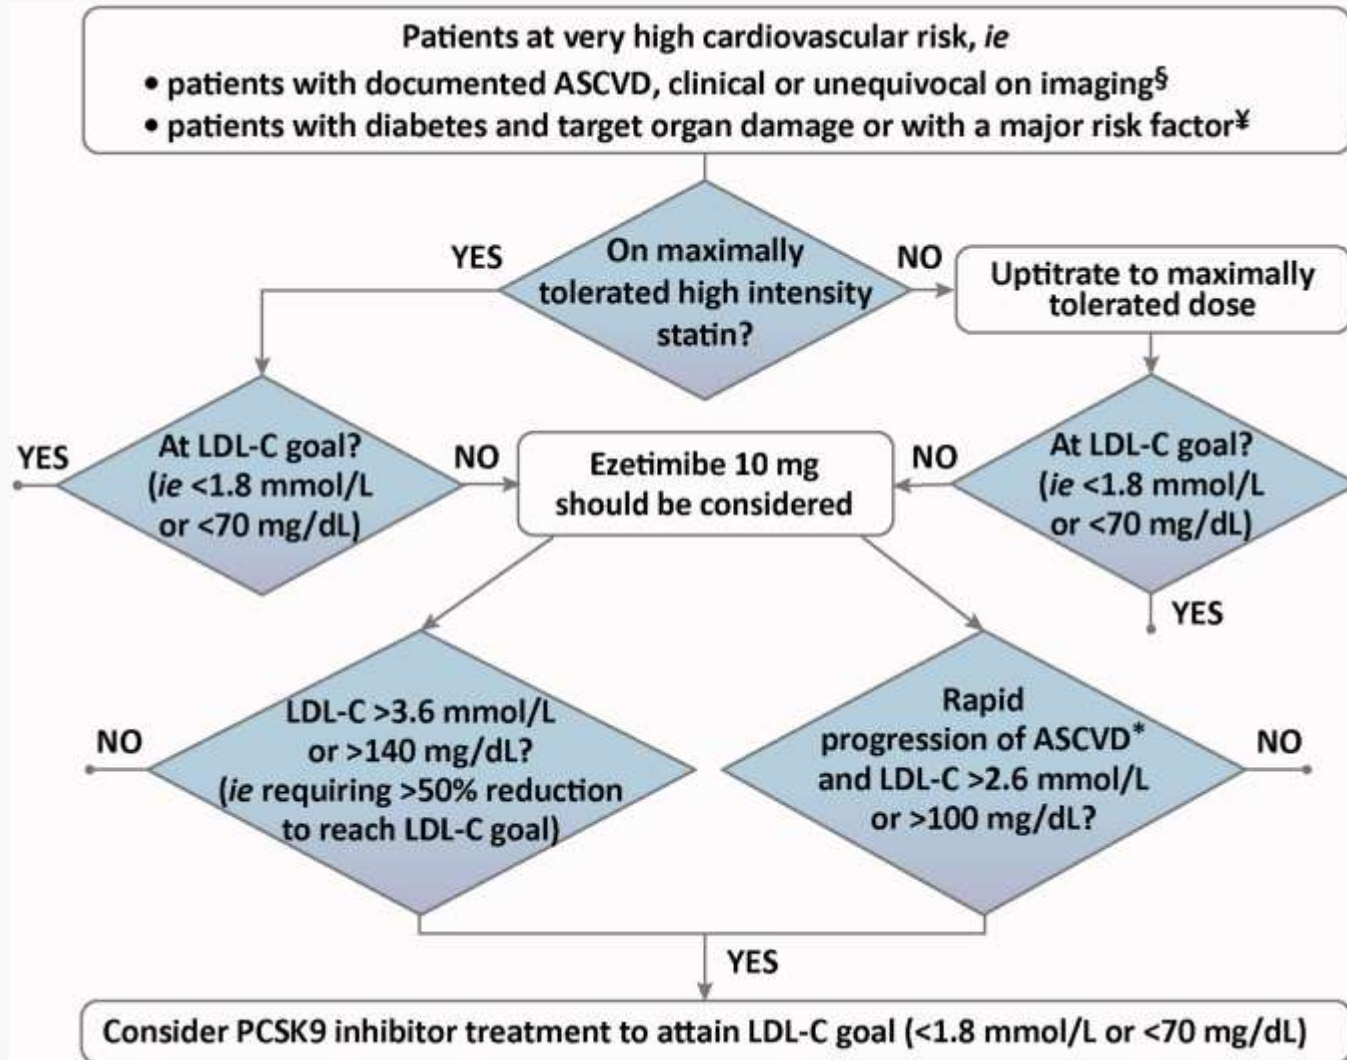 Patients at very high cardiovascular risk, ie
• patients with documented ASCVD, clinical or unequivocal on imaging§
• patients with diabetes and target organ damage or with a major risk factor¥
YES
On maximally
tolerated high intensity
statin?
NO
Uptitrate to maximally
tolerated dose
YES
At LDL-C goal?
(ie <1.8 mmol/L
or <70 mg/dL)
NO
Ezetimibe 10 mg
should be considered
NO
At LDL-C goal?
(ie <1.8 mmol/L
or <70 mg/dL)
YES
NO
LDL-C >3.6 mmol/L
or >140 mg/dL?
(ie requiring >50% reduction
to reach LDL-C goal)
Rapid
progression of ASCVD*
and LDL-C >2.6 mmol/L
or >100 mg/dL?
NO
YES
Consider PCSK9 inhibitor treatment to attain LDL-C goal (<1.8 mmol/L or <70 mg/dL)